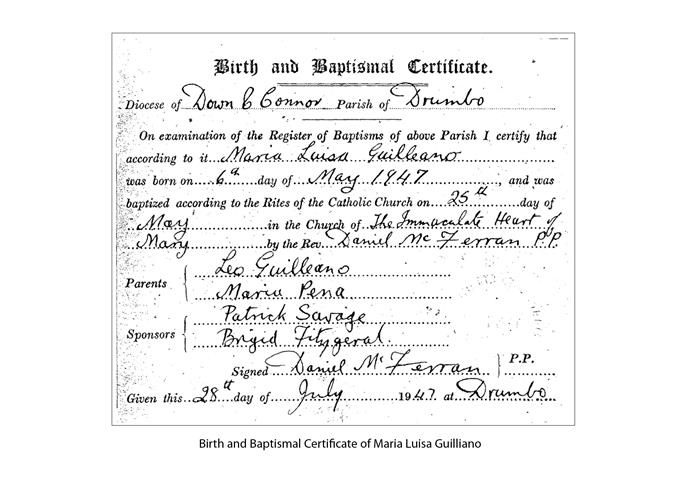 Birth and Baptismal Certificate.
Diocese of Down & Connor Parish of Drumbo
On examination of the Register of Baptisms of above Parish I certify that
according to it Maria Luisa Guilleano
was born on 6th day of May 1947, and was
baptized according to the Rites of the Catholic Church on 25th day of
May in the Church of The Immaculate Heart of
Mary by the Rev. Daniel McFerran P.P.
Parents
Leo Guilleano
Maria Pena
Sponsors
Patrick Savage
Brigid Fitzgeral.
Signed Daniel McFerran P.P.
Given this 28th day of July 1947 at Drumbo
Birth and Baptismal Certificate of Maria Luisa Guilliano